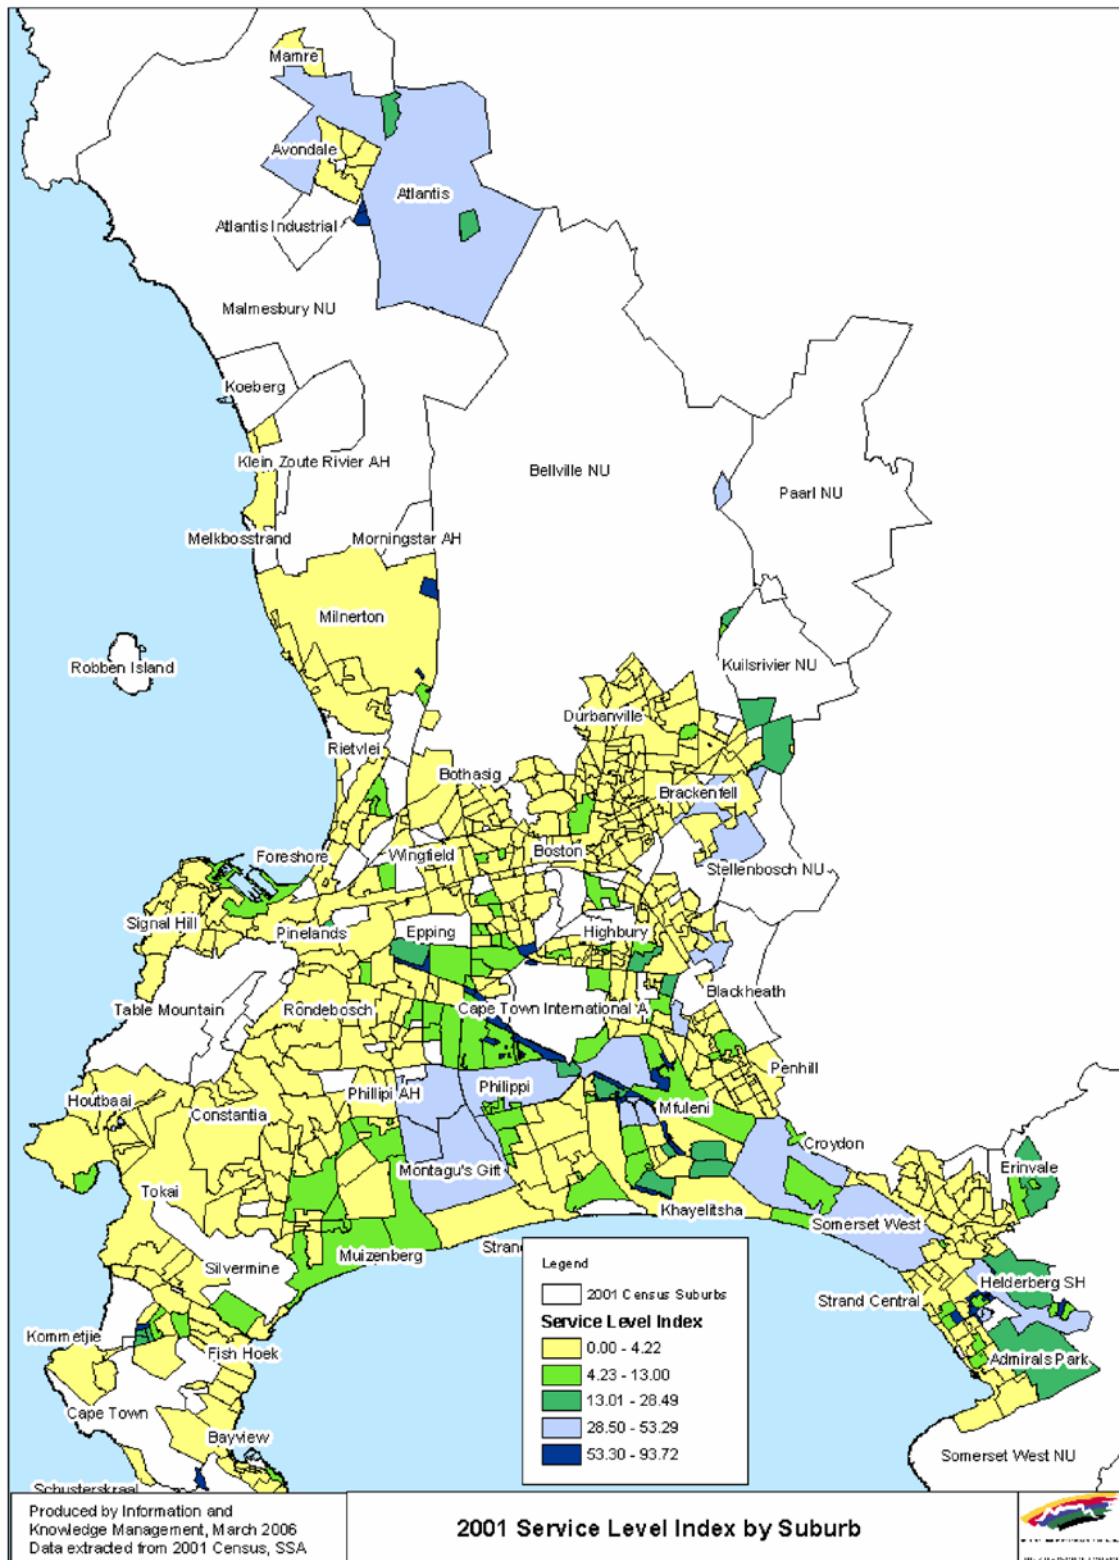 Mamre
Avondale
Atlantis
Atlantis Industrial
Malmesbury NU
Koeberg
Klein Zoute Rivier AH
Bellville NU
Paarl NU
Melkbosstrand
Morningstar AH
Milnerton
Robben Island
Kuilsrivier NU
Durbanville
Rietvlei
Bothasig
Brackenfell
Foreshore
Wingfield
Boston
Stellenbosch NU
Signal Hill
Pinelands
Epping
Highbury
Table Mountain
Rondebosch
Cape Town International A
Blackheath
Penhill
Houtbaai
Constantia
Phillipi AH
Philippi
Mfuleni
Croydon
Erinvale
Tokai
Montagu's Gift
Khayelitsha
Somerset West
Silvermine
Muizenberg
Helderberg SH
Strand Central
Kommetjie
Fish Hoek
Admirals Park
Cape Town
Bayview
Somerset West NU
Schusterskraal
Legend
2001 Census Suburbs
Service Level Index
0.00 - 4.22
4.23 - 13.00
13.01 - 28.49
28.50 - 53.29
53.30 - 93.72
Produced by Information and
Knowledge Management, March 2006
Data extracted from 2001 Census, SSA
2001 Service Level Index by Suburb